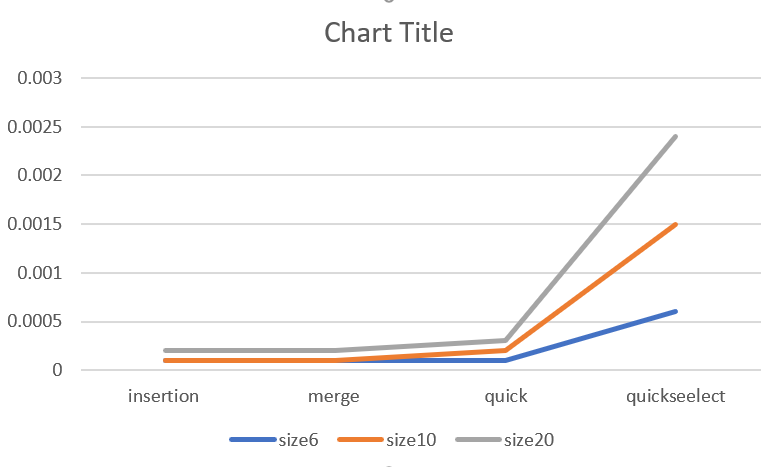 Chart Title
0.003
0.0025
0.002
0.0015
0.001
0.0005
0
insertion merge quick quickseelect
size6 size10 size20